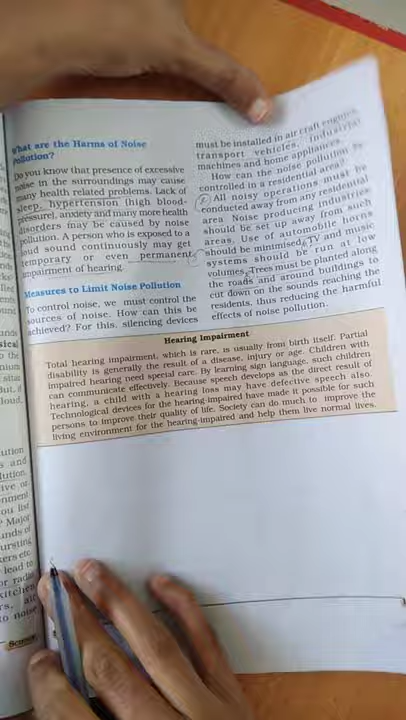 What are the Harms of Noise
Pollution?
Do you know that presence of excessive
noise in the surroundings may cause
many health related problems. Lack of
sleep, hypertension (high blood-
pressure), anxiety and many more health
disorders may be caused by noise
pollution. A person who is exposed to a
loud sound continuously may get
temporary or even permanent
impairment of hearing.
Measures to Limit Noise Pollution
To control noise, we must control the
sources of noise. How can this be
achieved? For this, silencing devices
must be installed in air craft engines,
transport vehicles, industrial
machines and home appliances.
How can the noise pollution be
controlled in a residential area?
All noisy operations must be
conducted away from any residential
area. Noise producing industries
should be set up away from such
areas. Use of automobile horns
should be minimised. TV and music
systems should be run at low
volumes. Trees must be planted along
the roads and around buildings to
cut down on the sounds reaching the
residents, thus reducing the harmful
effects of noise pollution.
Hearing Impairment
Total hearing impairment, which is rare, is usually from birth itself. Partial
disability is generally the result of a disease, injury or age. Children with
impaired hearing need special care. By learning sign language, such children
can communicate effectively. Because speech develops as the direct result of
hearing, a child with a hearing loss may have defective speech also.
Technological devices for the hearing-impaired have made it possible for such
persons to improve their quality of life. Society can do much to improve the
living environment for the hearing-impaired and help them live normal lives.